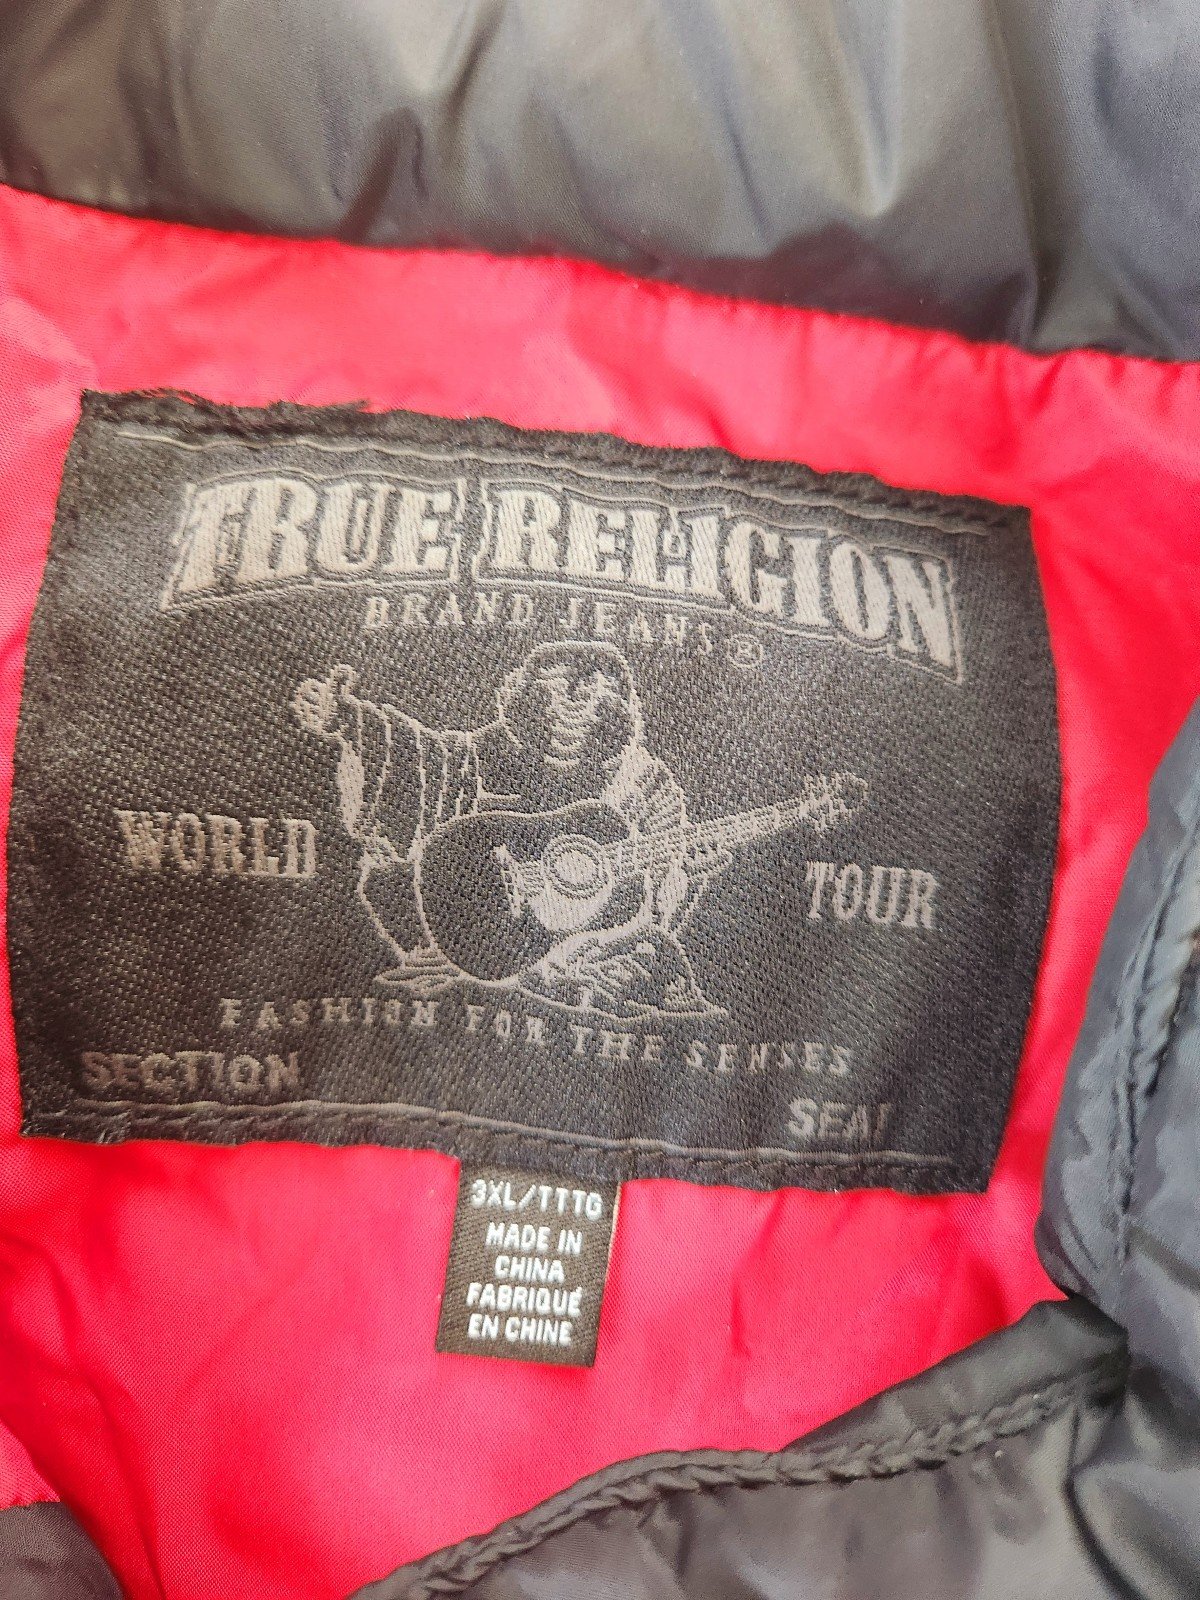 TRUE RELIGION
BRAND JEANS®
WORLD TOUR
FASHION FOR THE SENSES
SECTION
SEAT
3XL/TTTG
MADE IN
CHINA
FABRIQUÉ
EN CHINE